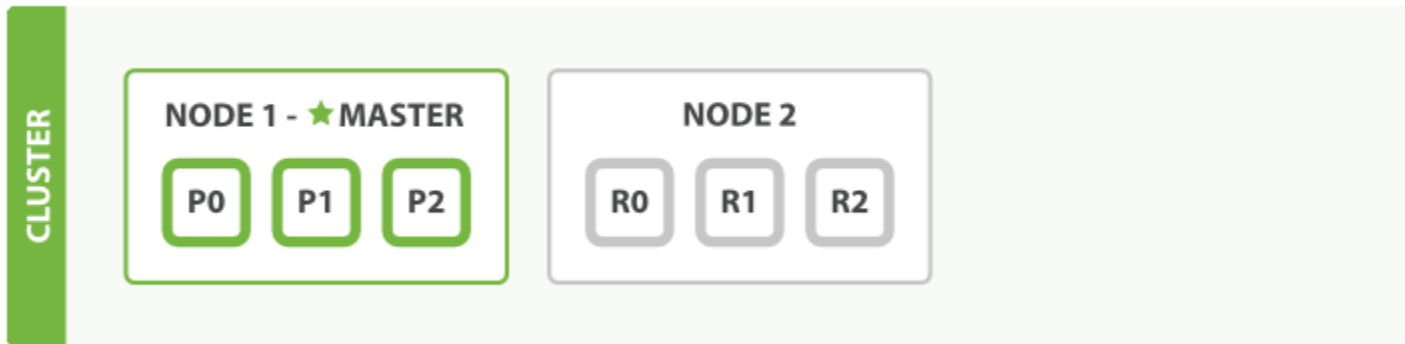 CLUSTER
NODE 1 - ★MASTER
P0 P1 P2
NODE 2
R0 R1 R2